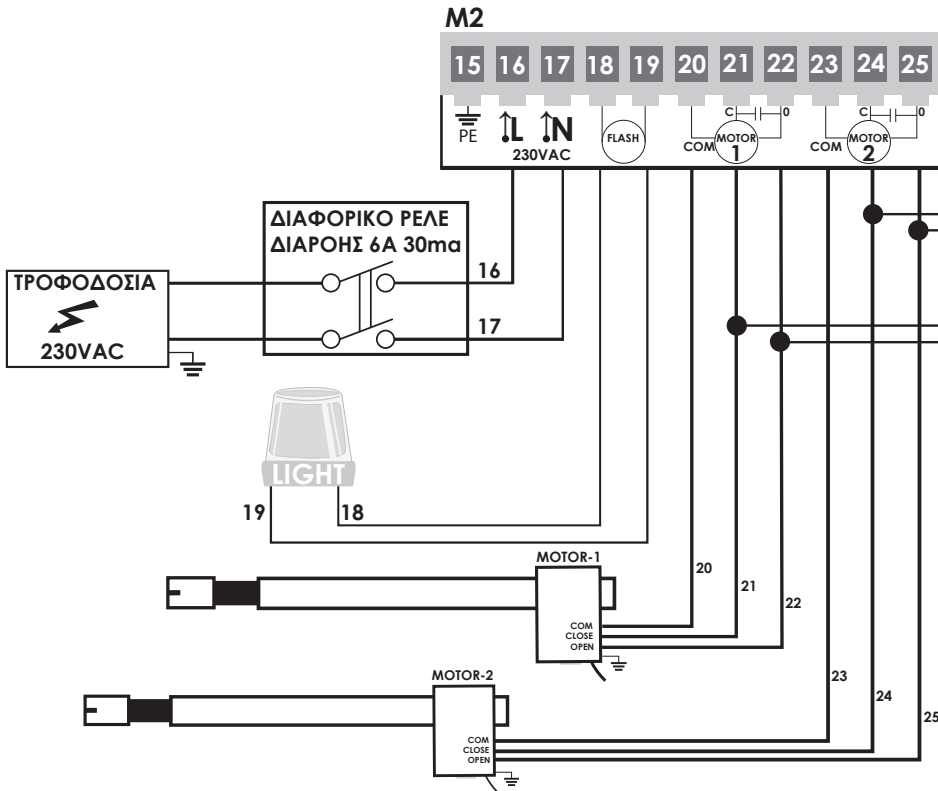 M2
15 16 17 18 19 20 21 22 23 24 25
PE
L N
230VAC
FLASH
C 0
COM MOTOR 1
C 0
COM MOTOR 2
ΔΙΑΦΟΡΙΚΟ ΡΕΛΕ
ΔΙΑΡΟΗΣ 6Α 30ma
16
17
ΤΡΟΦΟΔΟΣΙΑ
230VAC
LIGHT
19 18
MOTOR-1
COM
CLOSE
OPEN
20
21
22
MOTOR-2
COM
CLOSE
OPEN
23
24
25